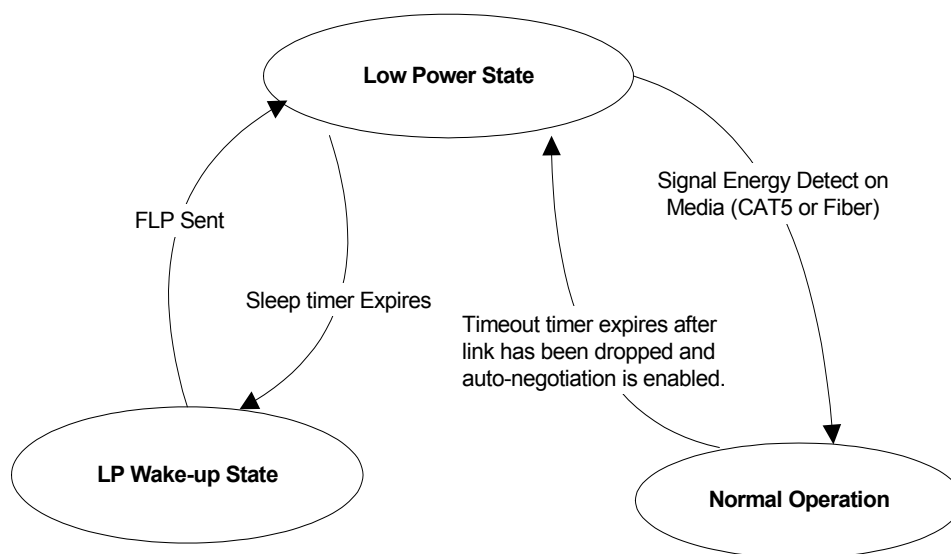 Low Power State
Signal Energy Detect on
Media (CAT5 or Fiber)
FLP Sent
Sleep timer Expires
Timeout timer expires after
link has been dropped and
auto-negotiation is enabled.
LP Wake-up State
Normal Operation